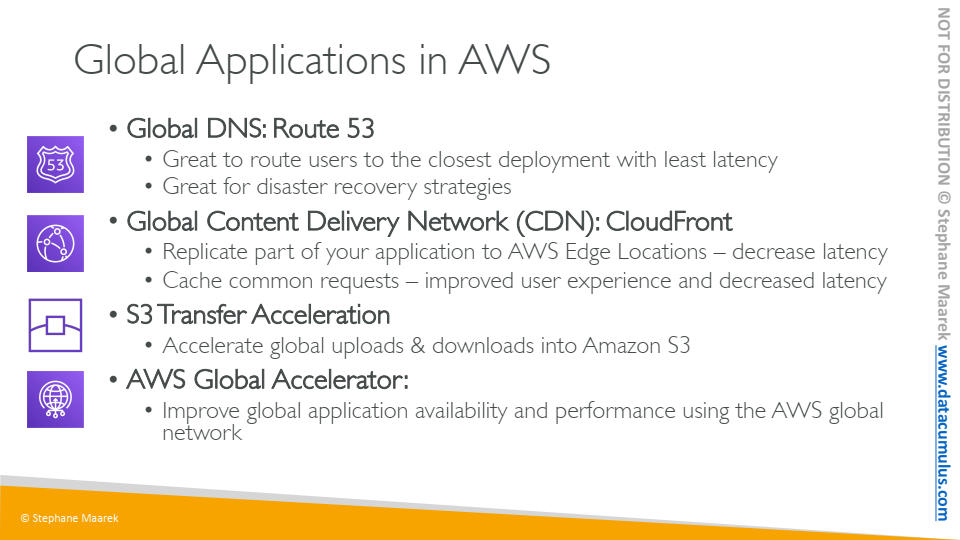 Global Applications in AWS
• Global DNS: Route 53
• Great to route users to the closest deployment with least latency
• Great for disaster recovery strategies
• Global Content Delivery Network (CDN): CloudFront
• Replicate part of your application to AWS Edge Locations – decrease latency
• Cache common requests – improved user experience and decreased latency
• S3 Transfer Acceleration
• Accelerate global uploads & downloads into Amazon S3
• AWS Global Accelerator:
• Improve global application availability and performance using the AWS global
network
53
© Stephane Maarek
NOT FOR DISTRIBUTION © Stephane Maarek www.datacumulus.com